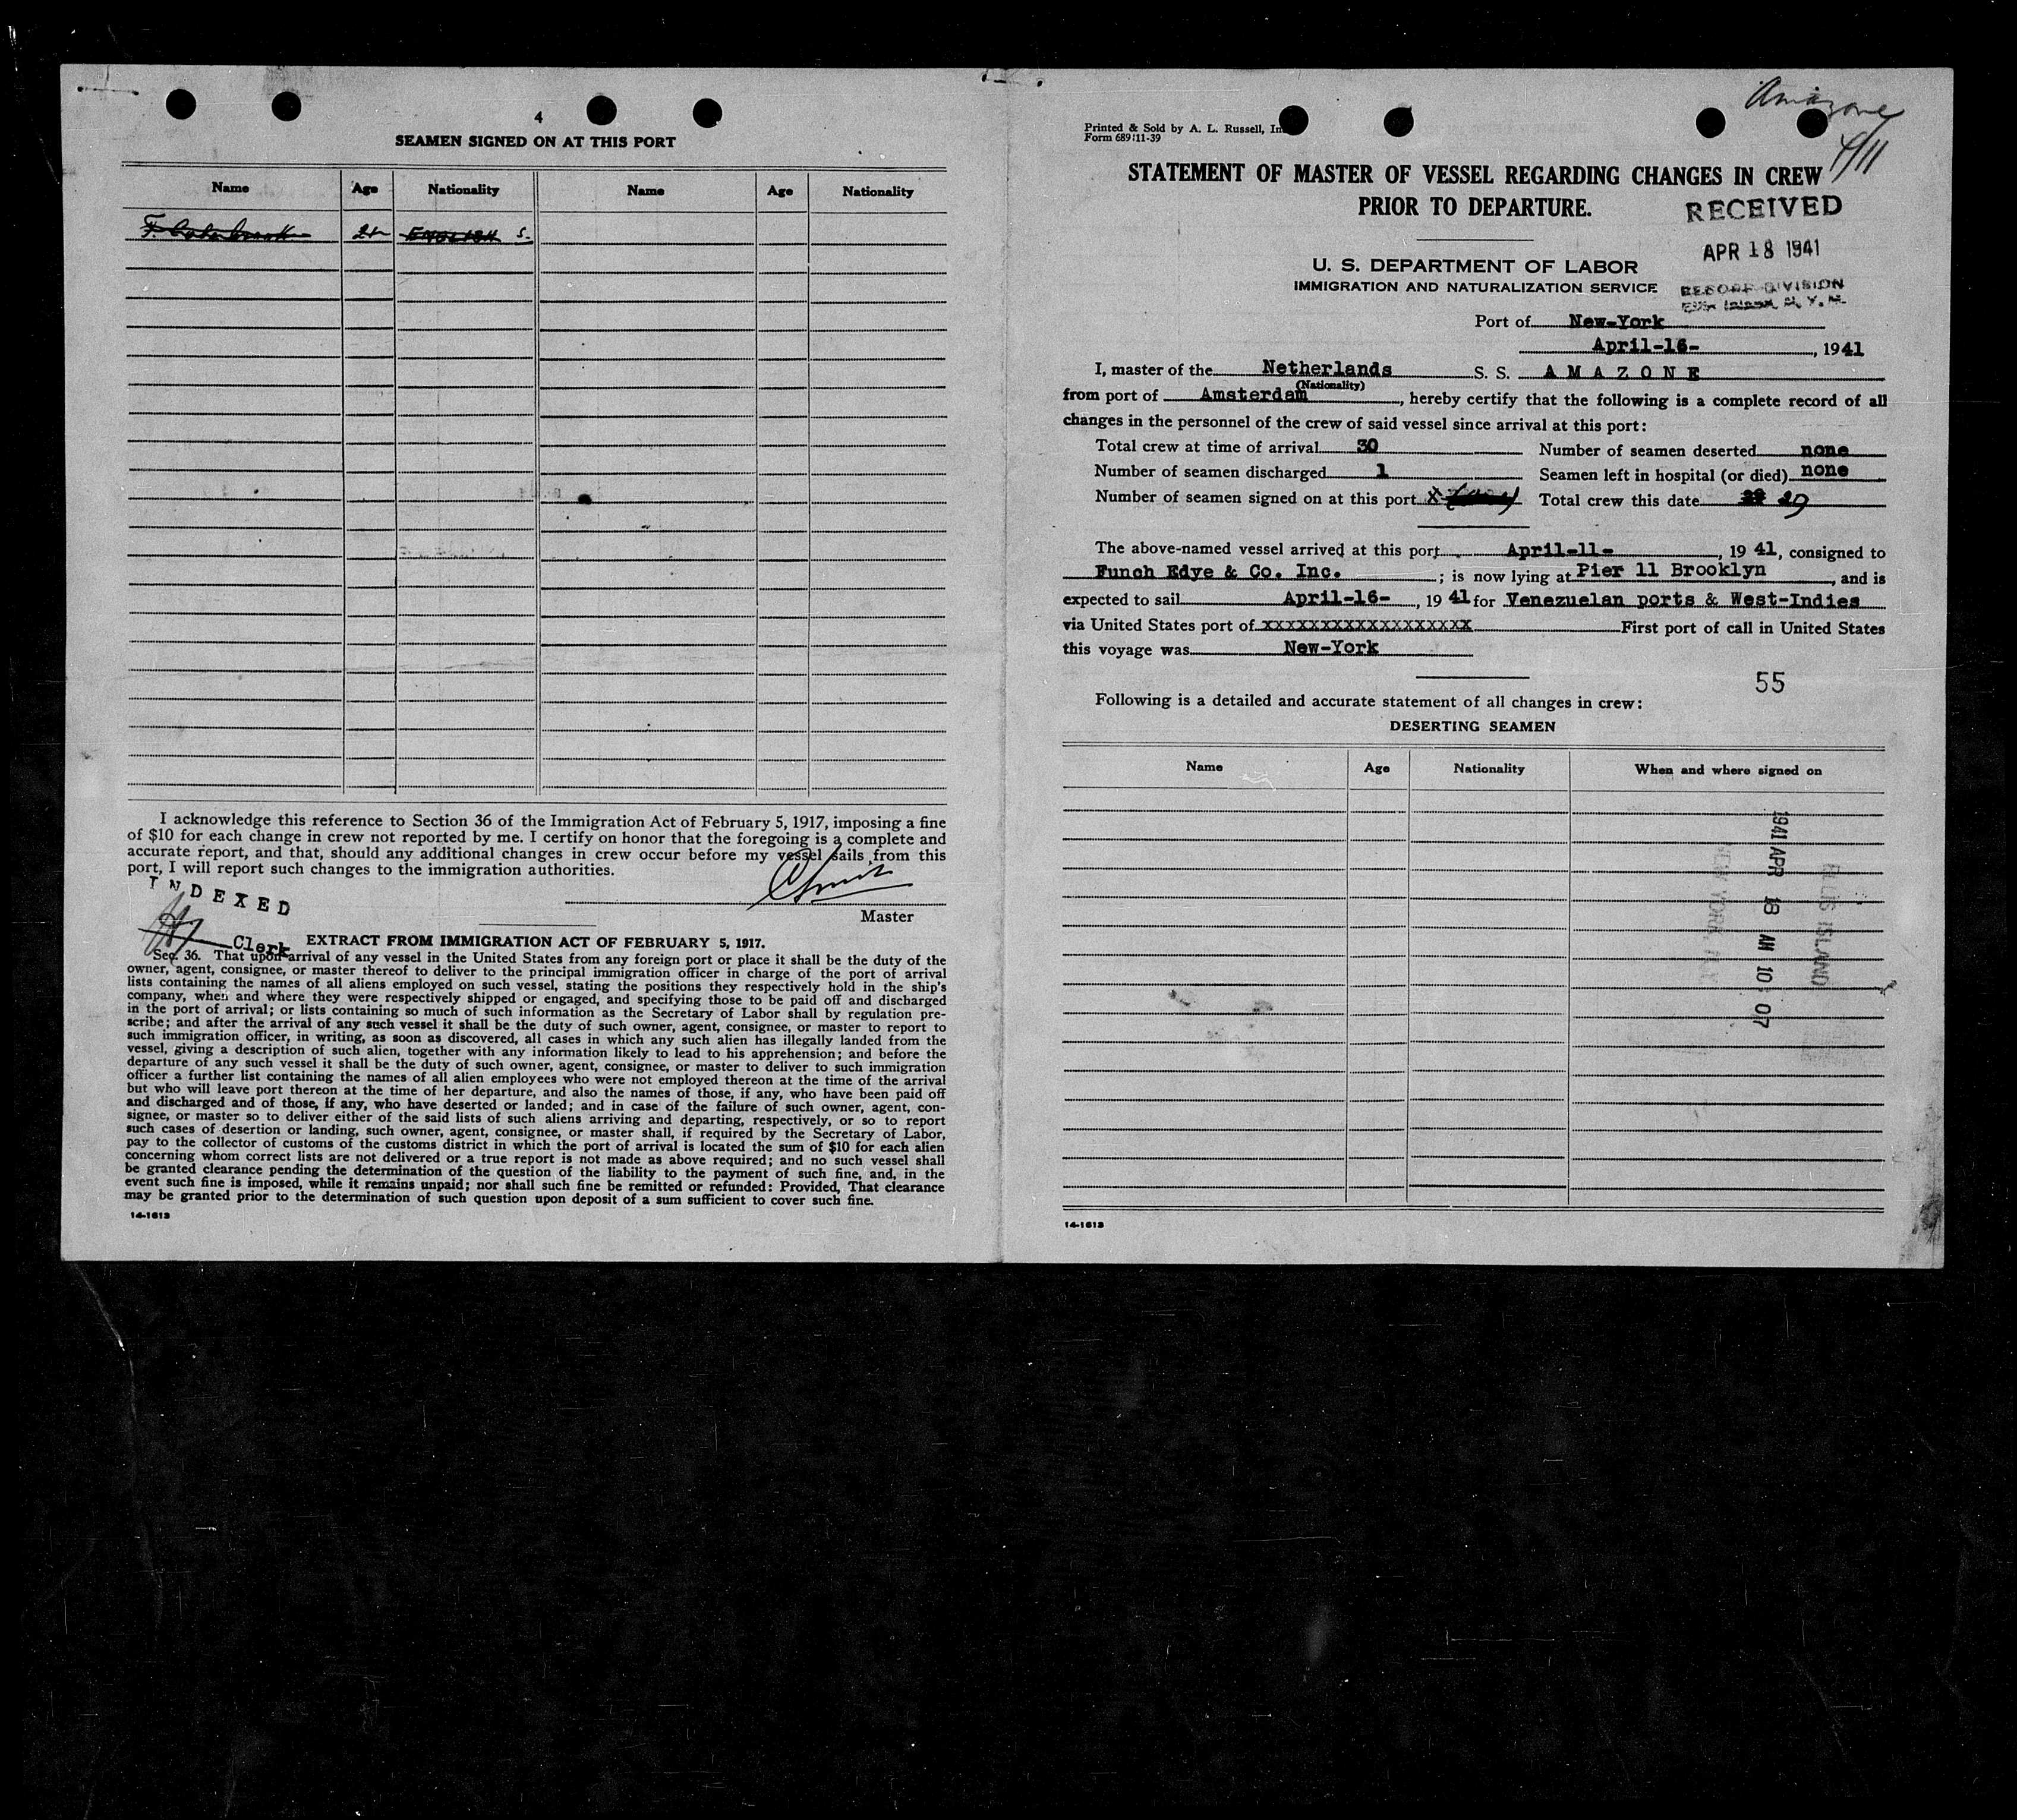 4
SEAMEN SIGNED ON AT THIS PORT
Name Age Nationality Name Age Nationality
F. ENGLISH S.
I acknowledge this reference to Section 36 of the Immigration Act of February 5, 1917, imposing a fine
of $10 for each change in crew not reported by me. I certify on honor that the foregoing is a complete and
accurate report, and that, should any additional changes in crew occur before my vessel sails from this
port, I will report such changes to the immigration authorities.
INDEXED
Master
Clerk
EXTRACT FROM IMMIGRATION ACT OF FEBRUARY 5, 1917.
Sec. 36. That upon arrival of any vessel in the United States from any foreign port or place it shall be the duty of the
owner, agent, consignee, or master thereof to deliver to the principal immigration officer in charge of the port of arrival
lists containing the names of all aliens employed on such vessel, stating the positions they respectively hold in the ship's
company, when and where they were respectively shipped or engaged, and specifying those to be paid off and discharged
in the port of arrival; or lists containing so much of such information as the Secretary of Labor shall by regulation pre-
scribe; and after the arrival of any such vessel it shall be the duty of such owner, agent, consignee, or master to report to
such immigration officer, in writing, as soon as discovered, all cases in which any such alien has illegally landed from the
vessel, giving a description of such alien, together with any information likely to lead to his apprehension; and before the
departure of any such vessel it shall be the duty of such owner, agent, consignee, or master to deliver to such immigration
officer a further list containing the names of all alien employees who were not employed thereon at the time of the arrival
but who will leave port thereon at the time of her departure, and also the names of those, if any, who have been paid off
and discharged and of those, if any, who have deserted or landed; and in case of the failure of such owner, agent, con-
signee, or master so to deliver either of the said lists of such aliens arriving and departing, respectively, or so to report
such cases of desertion or landing, such owner, agent, consignee, or master shall, if required by the Secretary of Labor,
pay to the collector of customs of the customs district in which the port of arrival is located the sum of $10 for each alien
concerning whom correct lists are not delivered or a true report is not made as above required; and no such vessel shall
be granted clearance pending the determination of the question of the liability to the payment of such fine, and, in the
event such fine is imposed, while it remains unpaid; nor shall such fine be remitted or refunded: Provided, That clearance
may be granted prior to the determination of such question upon deposit of a sum sufficient to cover such fine.
14-1613
Amazone
4/11
Printed & Sold by A. L. Russell,
Form 689:11-39
STATEMENT OF MASTER OF VESSEL REGARDING CHANGES IN CREW
PRIOR TO DEPARTURE.
RECEIVED
APR 18 1941
U. S. DEPARTMENT OF LABOR
IMMIGRATION AND NATURALIZATION SERVICE
DIVISION
Port of New-York
April-16-, 1941
I, master of the Netherlands S. S. AMAZONE
(Nationality)
from port of Amsterdam, hereby certify that the following is a complete record of all
changes in the personnel of the crew of said vessel since arrival at this port:
Total crew at time of arrival 30 Number of seamen deserted none
Number of seamen discharged 1 Seamen left in hospital (or died) none
Number of seamen signed on at this port X Total crew this date 29
The above-named vessel arrived at this port April-11-, 1941, consigned to
Funch Edye & Co. Inc. ; is now lying at Pier 11 Brooklyn, and is
expected to sail April-16-, 1941 for Venezuelan ports & West-Indies
via United States port of xxxxxxxxxxxxxxxxxx First port of call in United States
this voyage was New-York
55
Following is a detailed and accurate statement of all changes in crew:
DESERTING SEAMEN
Name Age Nationality When and where signed on
1941 APR 18 AM 10:07
ELLIS ISLAND
14-1613